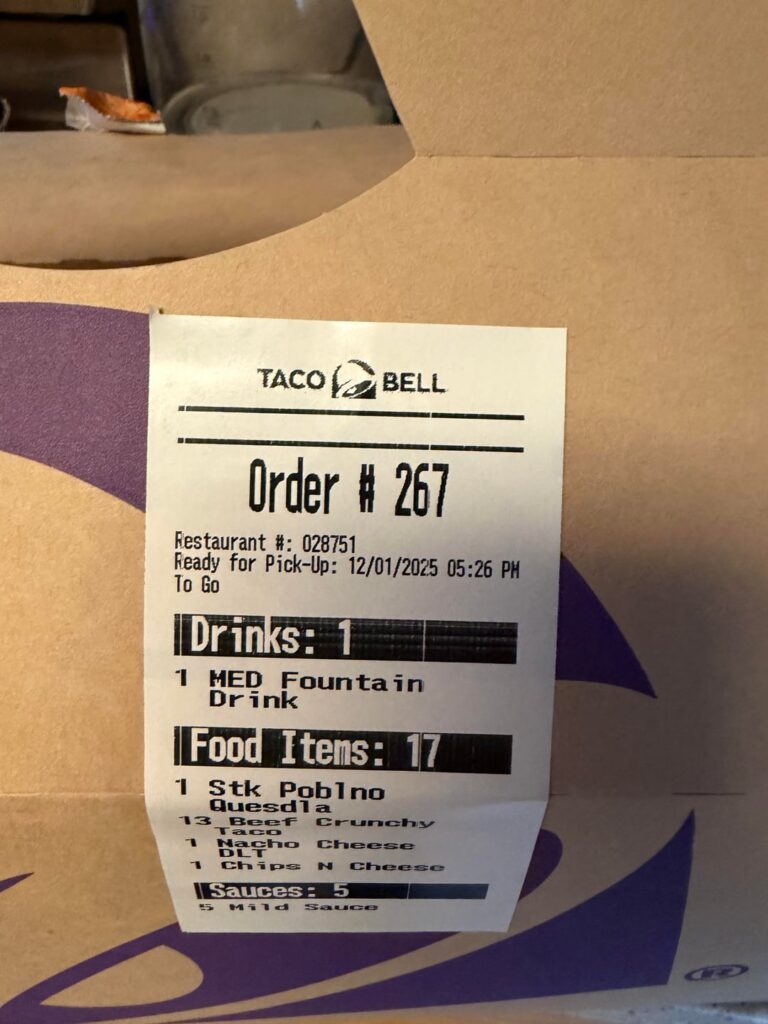 TACO BELL
Order # 267
Restaurant #: 028751
Ready for Pick-Up: 12/01/2025 05:26 PM
To Go
Drinks: 1
1 MED Fountain
Drink
Food Items: 17
1 Stk Poblno
Quesdla
13 Beef Crunchy
Taco
1 Nacho Cheese
DLT
1 Chips N Cheese
Sauces: 5
5 Mild Sauce
®